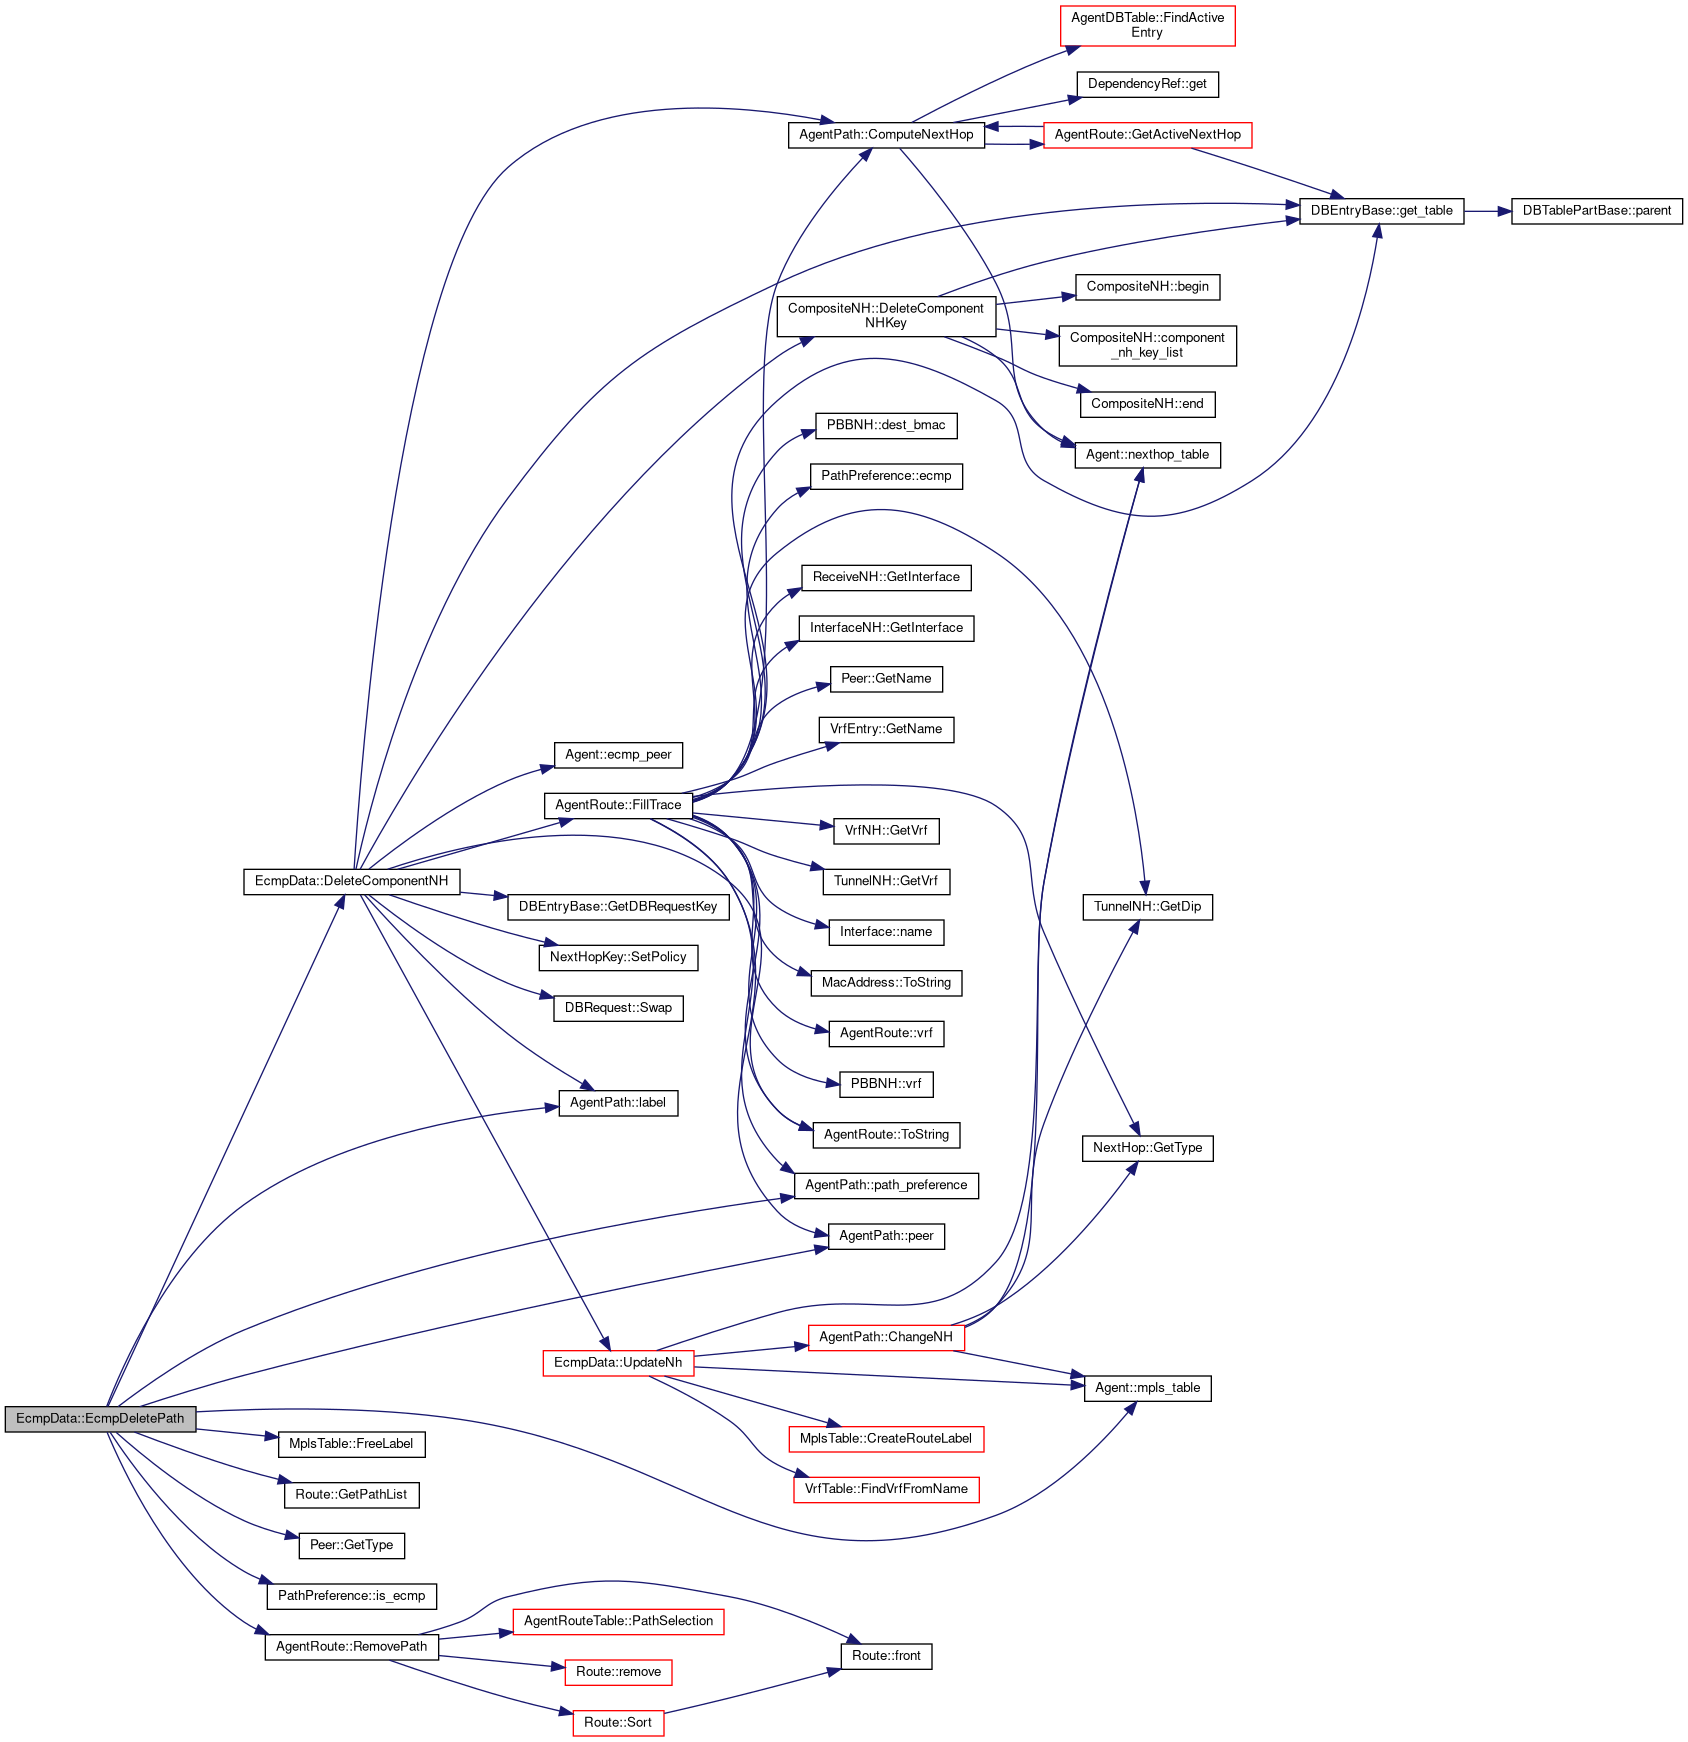 AgentDBTable::FindActive
Entry
DependencyRef::get
AgentPath::ComputeNextHop
AgentRoute::GetActiveNextHop
DBEntryBase::get_table
DBTablePartBase::parent
CompositeNH::begin
CompositeNH::DeleteComponent
NHKey
CompositeNH::component
_nh_key_list
CompositeNH::end
PBBNH::dest_bmac
Agent::nexthop_table
PathPreference::ecmp
ReceiveNH::GetInterface
InterfaceNH::GetInterface
Peer::GetName
VrfEntry::GetName
Agent::ecmp_peer
AgentRoute::FillTrace
VrfNH::GetVrf
EcmpData::DeleteComponentNH
TunnelNH::GetVrf
DBEntryBase::GetDBRequestKey
TunnelNH::GetDip
Interface::name
NextHopKey::SetPolicy
MacAddress::ToString
DBRequest::Swap
AgentRoute::vrf
PBBNH::vrf
AgentPath::label
AgentRoute::ToString
NextHop::GetType
AgentPath::path_preference
AgentPath::peer
AgentPath::ChangeNH
EcmpData::UpdateNh
Agent::mpls_table
EcmpData::EcmpDeletePath
MplsTable::FreeLabel
MplsTable::CreateRouteLabel
Route::GetPathList
VrfTable::FindVrfFromName
Peer::GetType
PathPreference::is_ecmp
AgentRouteTable::PathSelection
AgentRoute::RemovePath
Route::front
Route::remove
Route::Sort